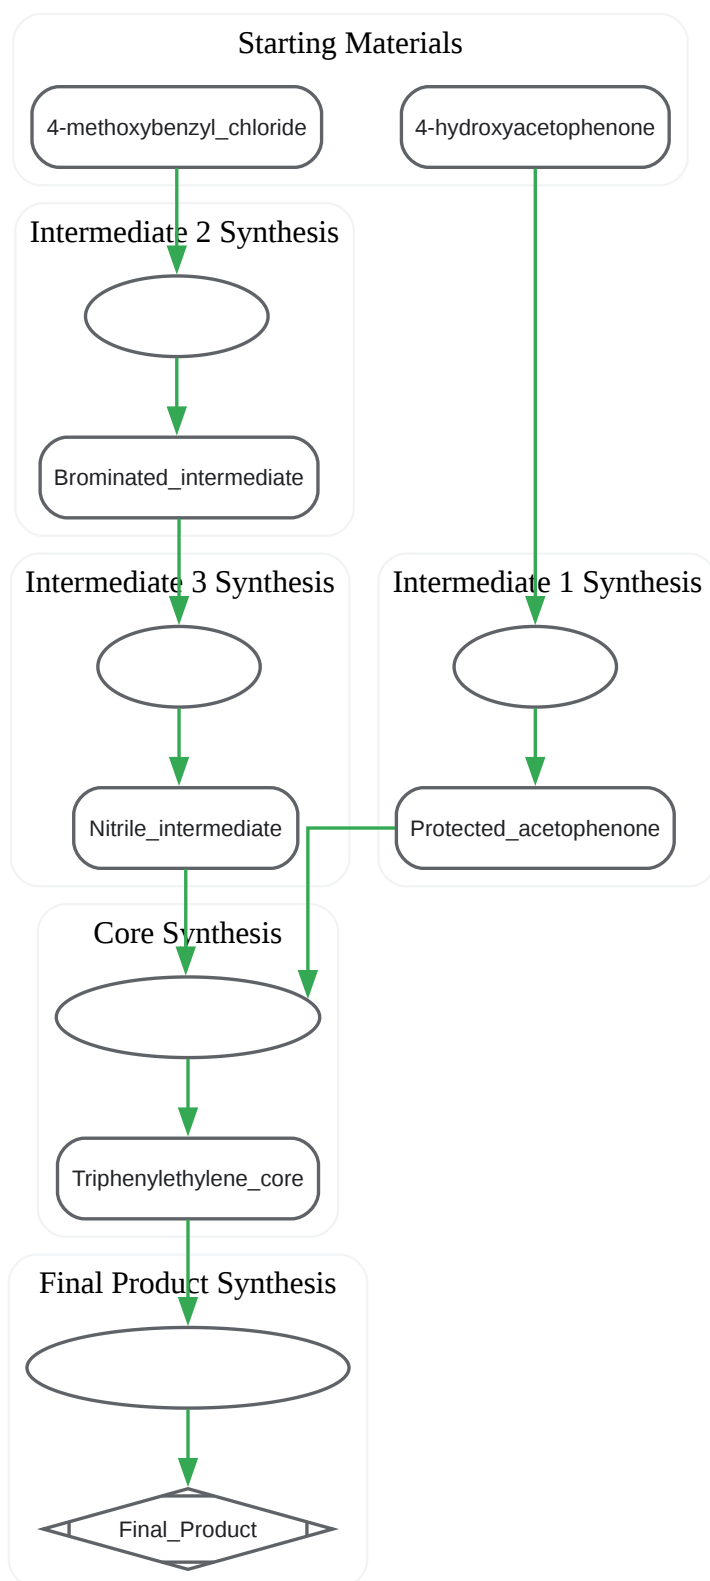 Starting Materials
4-methoxybenzyl_chloride
4-hydroxyacetophenone
Intermediate 2 Synthesis
Brominated_intermediate
Intermediate 3 Synthesis
Intermediate 1 Synthesis
Nitrile_intermediate
Protected_acetophenone
Core Synthesis
Triphenylethylene_core
Final Product Synthesis
Final_Product